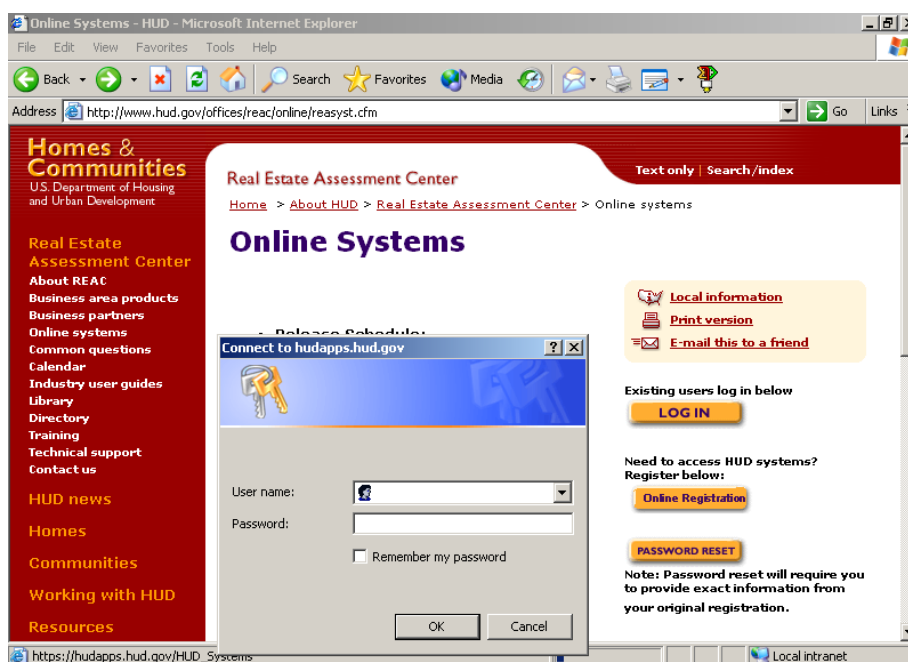 Online Systems - HUD - Microsoft Internet Explorer
File Edit View Favorites Tools Help
Back Search Favorites Media
Address http://www.hud.gov/offices/reac/online/reasyst.cfm Go Links
Homes &
Communities
U.S. Department of Housing
and Urban Development
Real Estate
Assessment Center
About REAC
Business area products
Business partners
Online systems
Common questions
Calendar
Industry user guides
Library
Directory
Training
Technical support
Contact us
HUD news
Homes
Communities
Working with HUD
Resources
Real Estate Assessment Center
Text only | Search/index
Home > About HUD > Real Estate Assessment Center > Online systems
Online Systems
Release Schedule:
Connect to hudapps.hud.gov
User name:
Password:
Remember my password
OK Cancel
Local information
Print version
E-mail this to a friend
Existing users log in below
LOG IN
Need to access HUD systems?
Register below:
Online Registration
PASSWORD RESET
Note: Password reset will require you
to provide exact information from
your original registration.
https://hudapps.hud.gov/HUD_Systems Local intranet